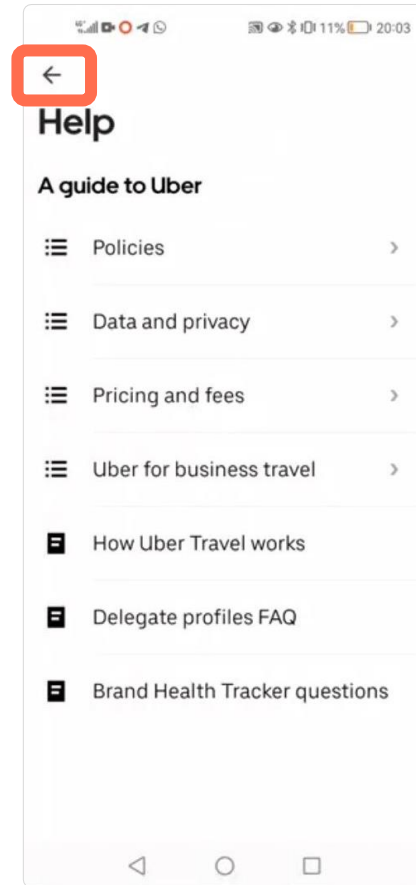 11% 20:03
Help
A guide to Uber
Policies
Data and privacy
Pricing and fees
Uber for business travel
How Uber Travel works
Delegate profiles FAQ
Brand Health Tracker questions